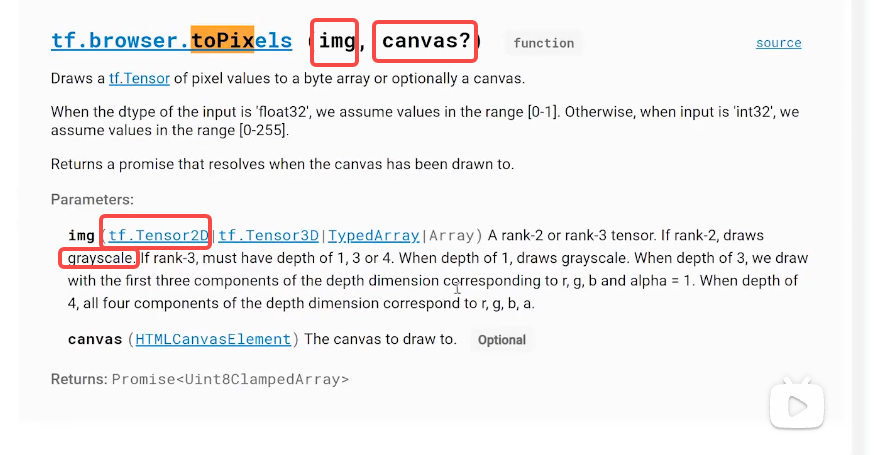 tf.browser.toPixels (img, canvas?) function source
Draws a tf.Tensor of pixel values to a byte array or optionally a canvas.
When the dtype of the input is 'float32', we assume values in the range [0-1]. Otherwise, when input is 'int32', we
assume values in the range [0-255].
Returns a promise that resolves when the canvas has been drawn to.
Parameters:
img (tf.Tensor2D|tf.Tensor3D|TypedArray|Array) A rank-2 or rank-3 tensor. If rank-2, draws
grayscale. If rank-3, must have depth of 1, 3 or 4. When depth of 1, draws grayscale. When depth of 3, we draw
with the first three components of the depth dimension corresponding to r, g, b and alpha = 1. When depth of
4, all four components of the depth dimension correspond to r, g, b, a.
canvas (HTMLCanvasElement) The canvas to draw to. Optional
Returns: Promise<Uint8ClampedArray>